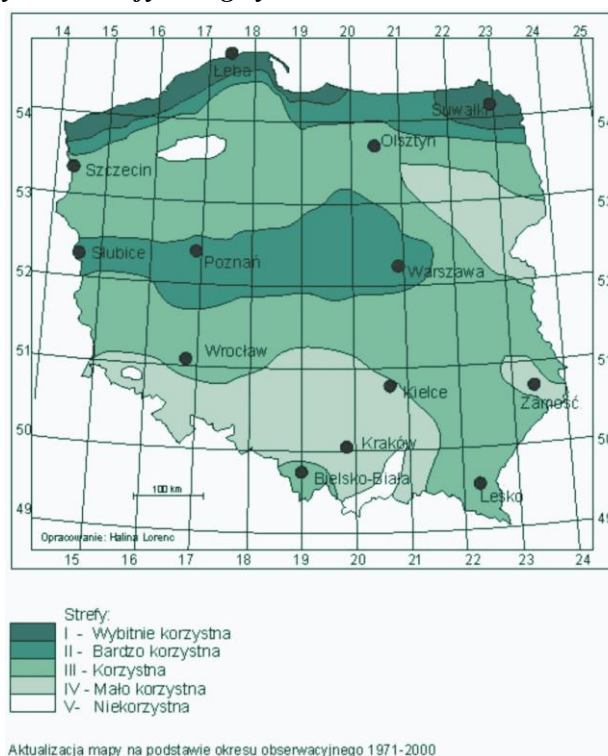 14 15 16 17 18 19 20 21 22 23 24 25
Łeba
54
Suwałki
54
Olsztyn
Szczecin
53
Słubice
Poznań
Warszawa
52
52
51
Wrocław
51
Kielce
Zamość
50
Kraków
50
Bielsko-Biała
Lesko
100 km
49
49
Opracowanie: Halina Lorenc
15 16 17 18 19 20 21 22 23 24
Strefy:
I - Wybitnie korzystna
II - Bardzo korzystna
III - Korzystna
IV - Mało korzystna
V- Niekorzystna
Aktualizacja mapy na podstawie okresu obserwacyjnego 1971-2000